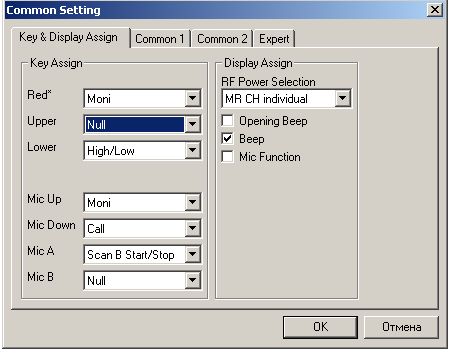 Common Setting
Key & Display Assign Common 1 Common 2 Expert
Key Assign
Red* Moni
Upper Null
Lower High/Low
Mic Up Moni
Mic Down Call
Mic A Scan B Start/Stop
Mic B Null
Display Assign
RF Power Selection
MR CH individual
Opening Beep
Beep
Mic Function
OK Отмена